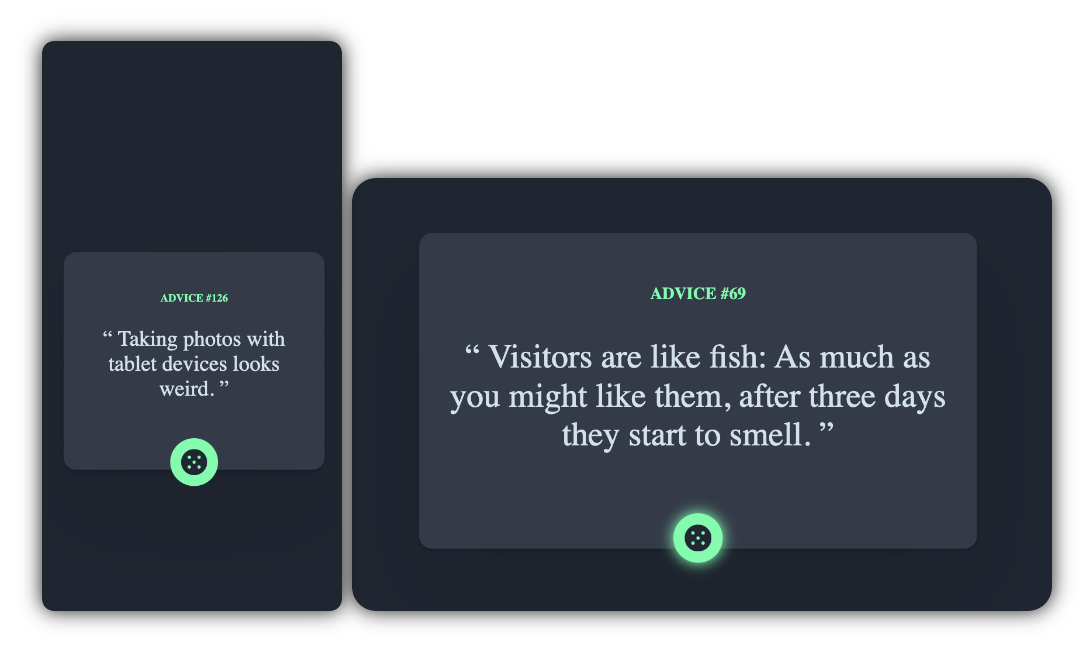 ADVICE #126
“ Taking photos with
tablet devices looks
weird. ”
ADVICE #69
“ Visitors are like fish: As much as
you might like them, after three days
they start to smell. ”